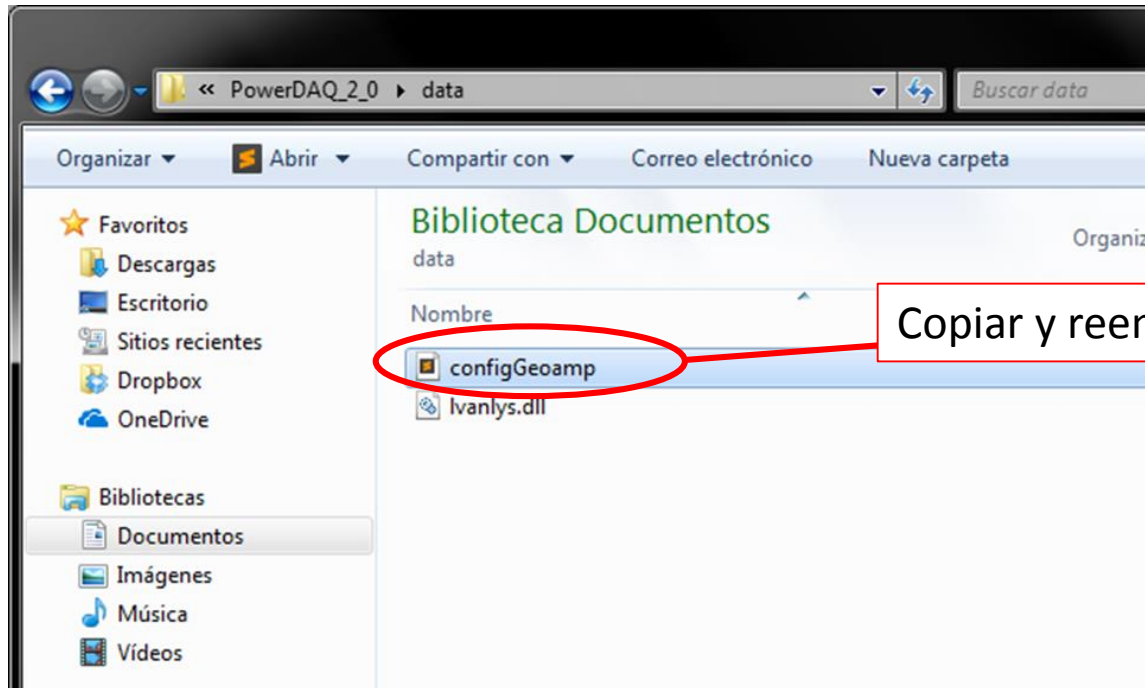 « PowerDAQ_2_0 ▸ data
Buscar data
Organizar
Abrir
Compartir con
Correo electrónico
Nueva carpeta
Favoritos
Descargas
Escritorio
Sitios recientes
Dropbox
OneDrive
Bibliotecas
Documentos
Imágenes
Música
Vídeos
Biblioteca Documentos
data
Nombre
configGeoamp
lvanlys.dll
Copiar y